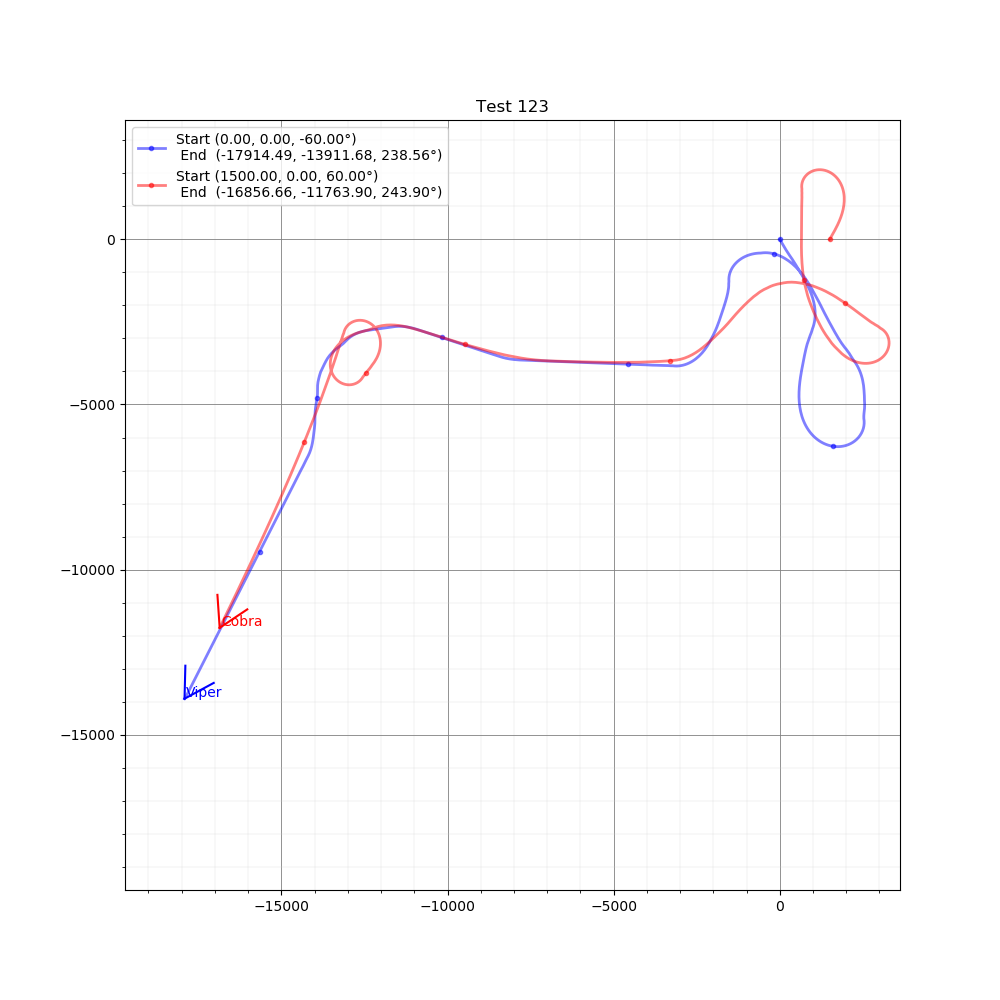 Test 123
Start (0.00, 0.00, -60.00°)
End  (-17914.49, -13911.68, 238.56°)
Start (1500.00, 0.00, 60.00°)
End  (-16856.66, -11763.90, 243.90°)
0
−5000
−10000
−15000
Cobra
Viper
−15000
−10000
−5000
0